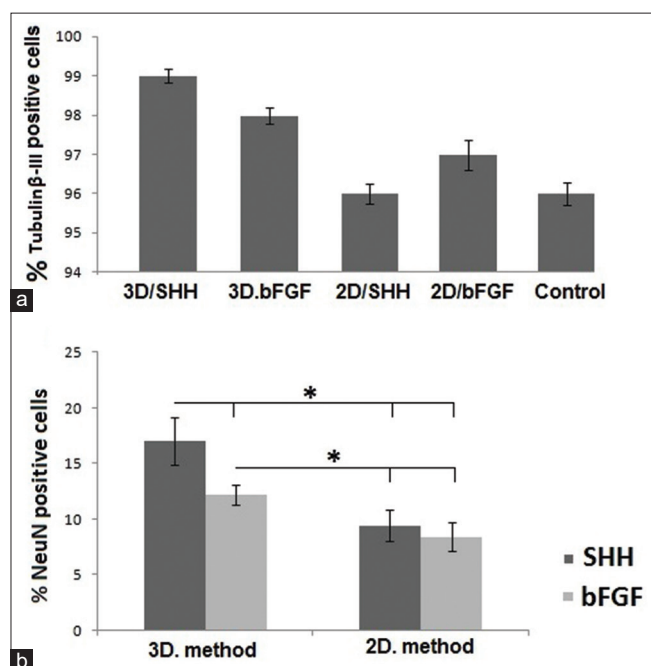 100
99
98
97
96
95
94
% Tubulinβ-III positive cells
3D/SHH 3D.bFGF 2D/SHH 2D/bFGF Control
a
25
20
15
10
5
0
% NeuN positive cells
*
*
3D. method 2D. method
SHH
bFGF
b